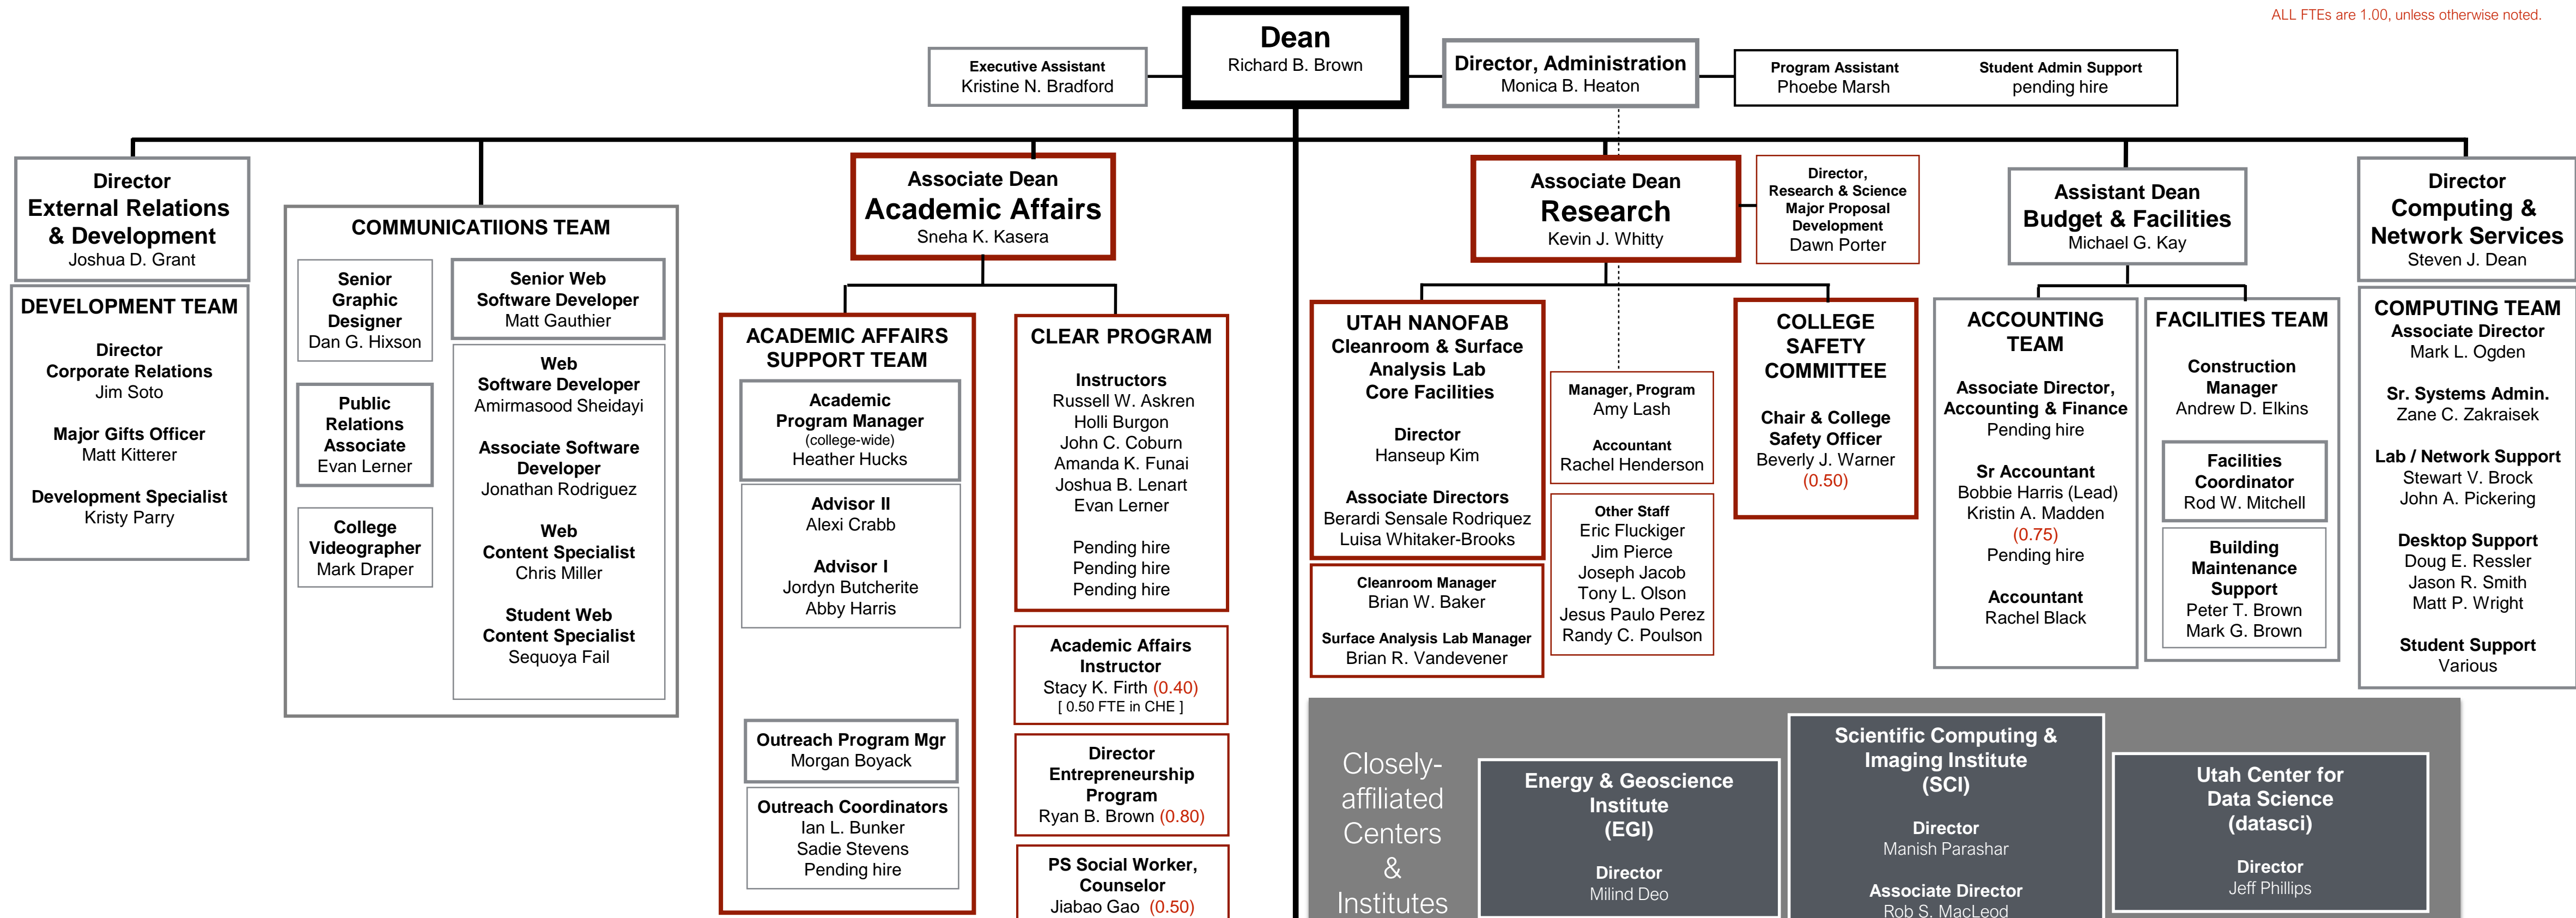 ALL FTEs are 1.00, unless otherwise noted.
Dean
Richard B. Brown
Executive Assistant
Kristine N. Bradford
Director, Administration
Monica B. Heaton
Program Assistant
Phoebe Marsh
Student Admin Support
pending hire
Director
External Relations
& Development
Joshua D. Grant
DEVELOPMENT TEAM
Director
Corporate Relations
Jim Soto
Major Gifts Officer
Matt Kitterer
Development Specialist
Kristy Parry
COMMUNICATIIONS TEAM
Senior
Graphic
Designer
Dan G. Hixson
Public
Relations
Associate
Evan Lerner
College
Videographer
Mark Draper
Senior Web
Software Developer
Matt Gauthier
Web
Software Developer
Amirmasood Sheidayi
Associate Software
Developer
Jonathan Rodriguez
Web
Content Specialist
Chris Miller
Student Web
Content Specialist
Sequoya Fail
Associate Dean
Academic Affairs
Sneha K. Kasera
ACADEMIC AFFAIRS
SUPPORT TEAM
Academic
Program Manager
(college-wide)
Heather Hucks
Advisor II
Alexi Crabb
Advisor I
Jordyn Butcherite
Abby Harris
Outreach Program Mgr
Morgan Boyack
Outreach Coordinators
Ian L. Bunker
Sadie Stevens
Pending hire
CLEAR PROGRAM
Instructors
Russell W. Askren
Holli Burgon
John C. Coburn
Amanda K. Funai
Joshua B. Lenart
Evan Lerner
Pending hire
Pending hire
Pending hire
Academic Affairs
Instructor
Stacy K. Firth (0.40)
[ 0.50 FTE in CHE ]
Director
Entrepreneurship
Program
Ryan B. Brown (0.80)
PS Social Worker,
Counselor
Jiabao Gao (0.50)
Associate Dean
Research
Kevin J. Whitty
Director,
Research & Science
Major Proposal
Development
Dawn Porter
UTAH NANOFAB
Cleanroom & Surface
Analysis Lab
Core Facilities
Director
Hanseup Kim
Associate Directors
Berardi Sensale Rodriquez
Luisa Whitaker-Brooks
Cleanroom Manager
Brian W. Baker
Surface Analysis Lab Manager
Brian R. Vandevener
Manager, Program
Amy Lash
Accountant
Rachel Henderson
Other Staff
Eric Fluckiger
Jim Pierce
Joseph Jacob
Tony L. Olson
Jesus Paulo Perez
Randy C. Poulson
COLLEGE
SAFETY
COMMITTEE
Chair & College
Safety Officer
Beverly J. Warner
(0.50)
Assistant Dean
Budget & Facilities
Michael G. Kay
ACCOUNTING
TEAM
Associate Director,
Accounting & Finance
Pending hire
Sr Accountant
Bobbie Harris (Lead)
Kristin A. Madden
(0.75)
Pending hire
Accountant
Rachel Black
FACILITIES TEAM
Construction
Manager
Andrew D. Elkins
Facilities
Coordinator
Rod W. Mitchell
Building
Maintenance
Support
Peter T. Brown
Mark G. Brown
Director
Computing &
Network Services
Steven J. Dean
COMPUTING TEAM
Associate Director
Mark L. Ogden
Sr. Systems Admin.
Zane C. Zakraisek
Lab / Network Support
Stewart V. Brock
John A. Pickering
Desktop Support
Doug E. Ressler
Jason R. Smith
Matt P. Wright
Student Support
Various
Closely-
affiliated
Centers
&
Institutes
Energy & Geoscience
Institute
(EGI)
Director
Milind Deo
Scientific Computing &
Imaging Institute
(SCI)
Director
Manish Parashar
Associate Director
Rob S. MacLeod
Utah Center for
Data Science
(datasci)
Director
Jeff Phillips